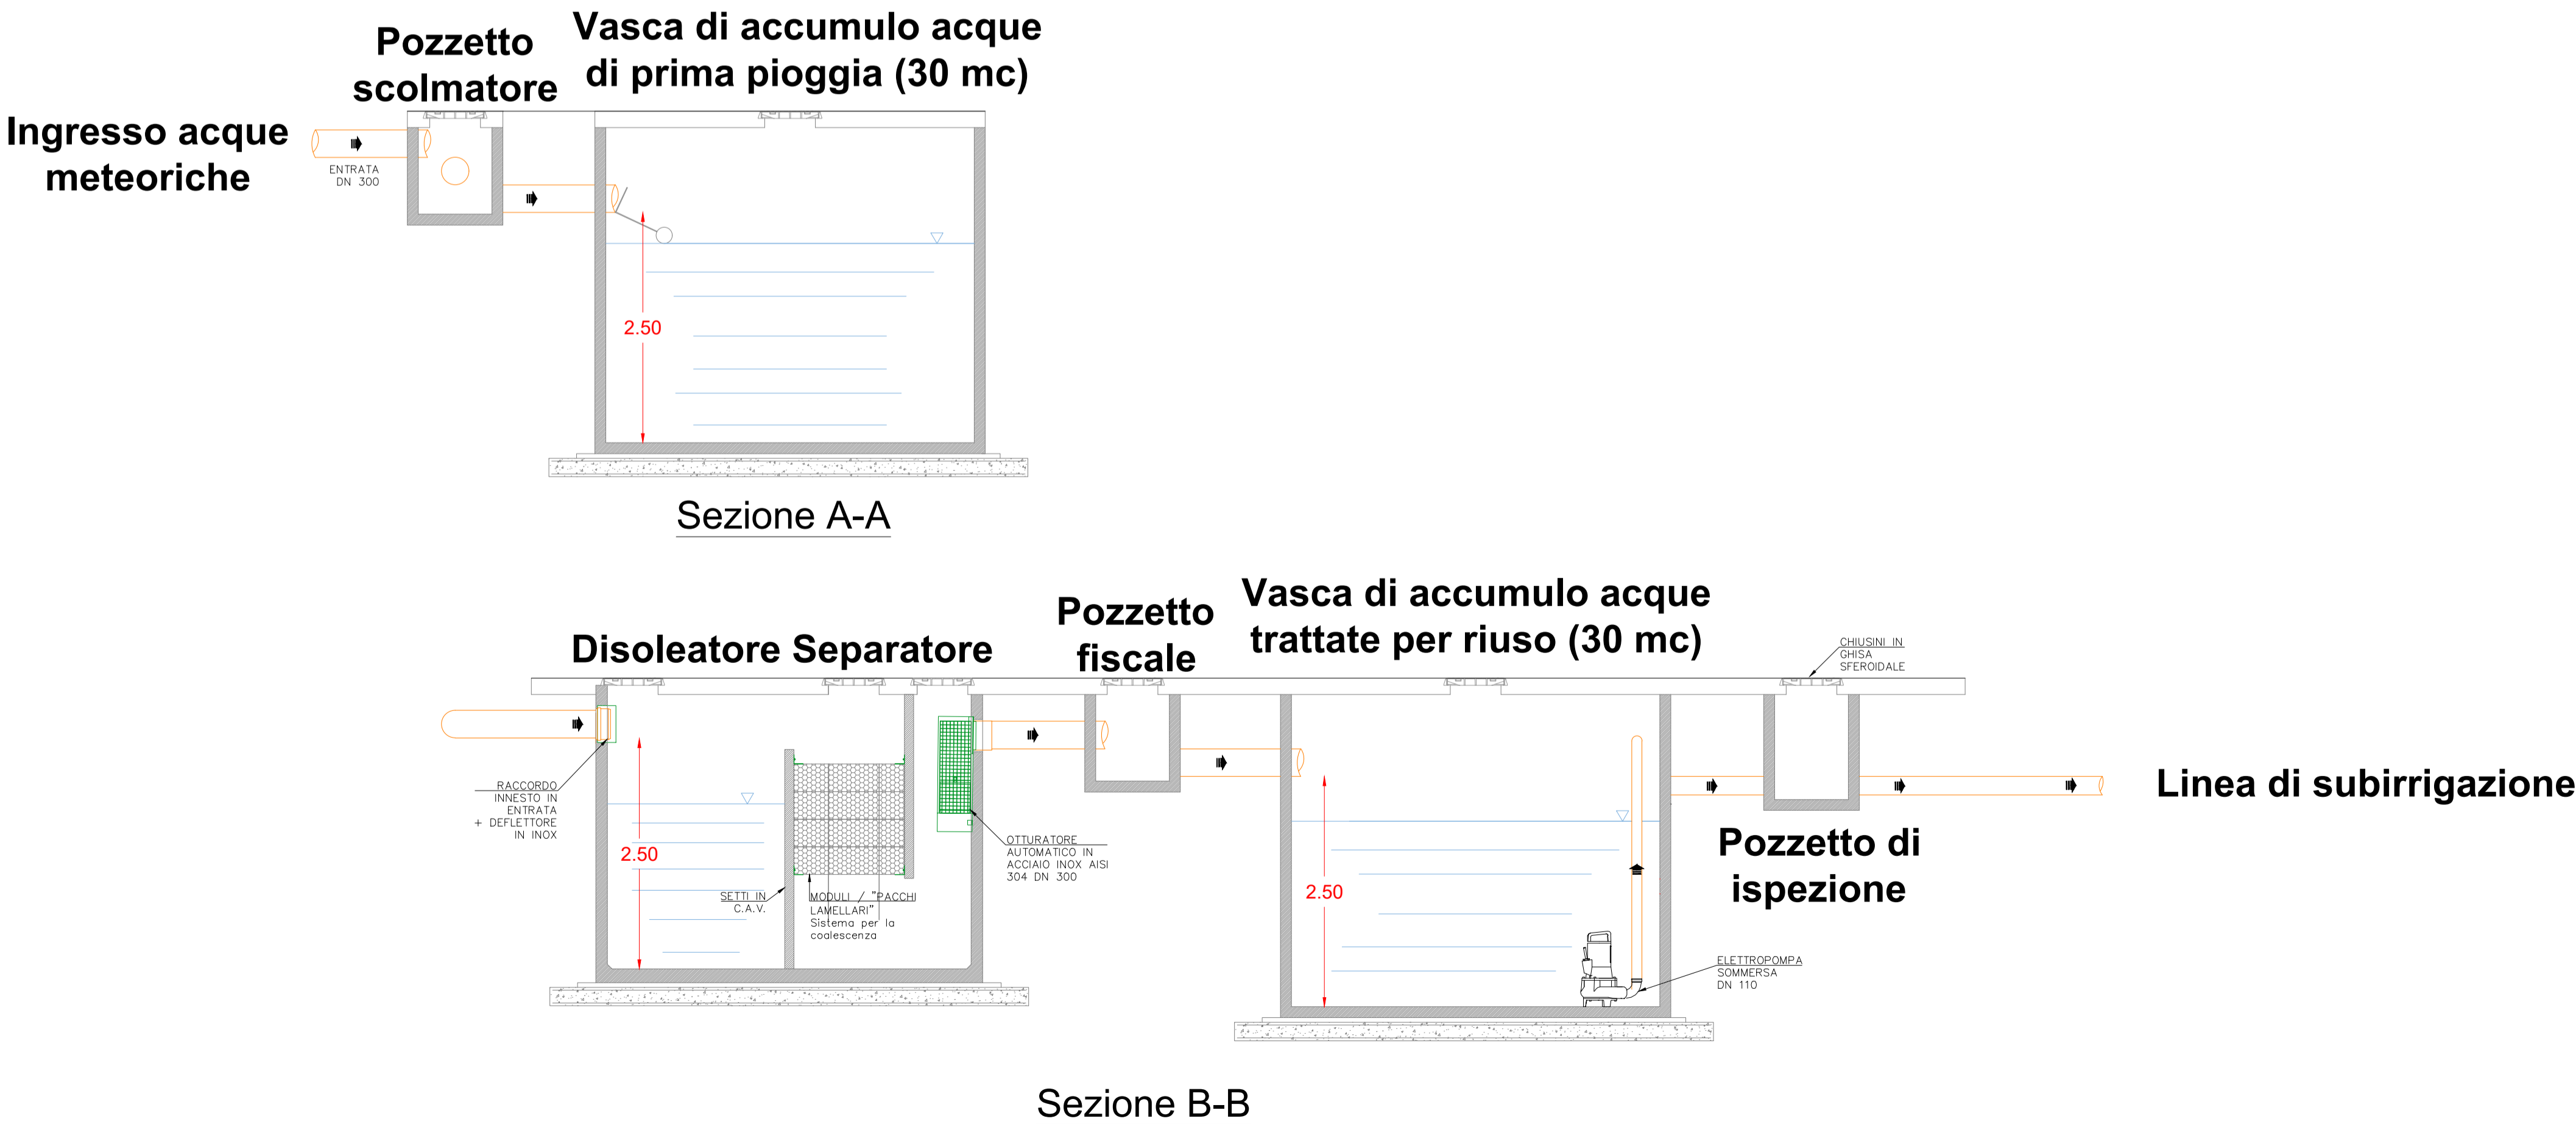 Pozzetto
scolmatore
Vasca di accumulo acque
di prima pioggia (30 mc)
Ingresso acque
meteoriche
ENTRATA
DN 300
2.50
Sezione A-A
Disoleatore Separatore
Pozzetto
fiscale
Vasca di accumulo acque
trattate per riuso (30 mc)
CHIUSINI IN
GHISA
SFEROIDALE
RACCORDO
INNESTO IN
ENTRATA
+ DEFLETTORE
IN INOX
2.50
SETTI IN
C.A.V.
MODULI / "PACCHI
LAMELLARI"
Sistema per la
coalescenza
OTTURATORE
AUTOMATICO IN
ACCIAIO INOX AISI
304 DN 300
2.50
Linea di subirrigazione
Pozzetto di
ispezione
ELETTROPOMPA
SOMMERSA
DN 110
Sezione B-B